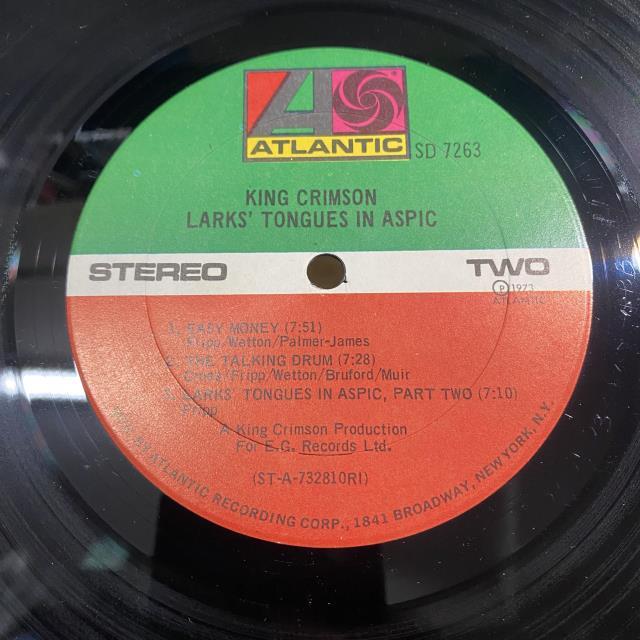 ATLANTIC
SD 7263
KING CRIMSON
LARKS' TONGUES IN ASPIC
STEREO
TWO
Ⓟ 1973
ATLANTIC
1. EASY MONEY (7:51)
Fripp/Wetton/Palmer-James
2. THE TALKING DRUM (7:28)
Cross/Fripp/Wetton/Bruford/Muir
3. LARKS' TONGUES IN ASPIC, PART TWO (7:10)
Fripp
A King Crimson Production
For E.G. Records Ltd.
(ST-A-732810RI)
MFG. BY ATLANTIC RECORDING CORP., 1841 BROADWAY, NEW YORK, N.Y.